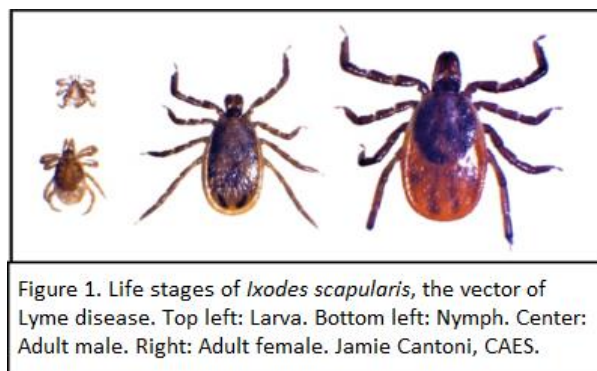 Figure 1. Life stages of Ixodes scapularis, the vector of
Lyme disease. Top left: Larva. Bottom left: Nymph. Center:
Adult male. Right: Adult female. Jamie Cantoni, CAES.